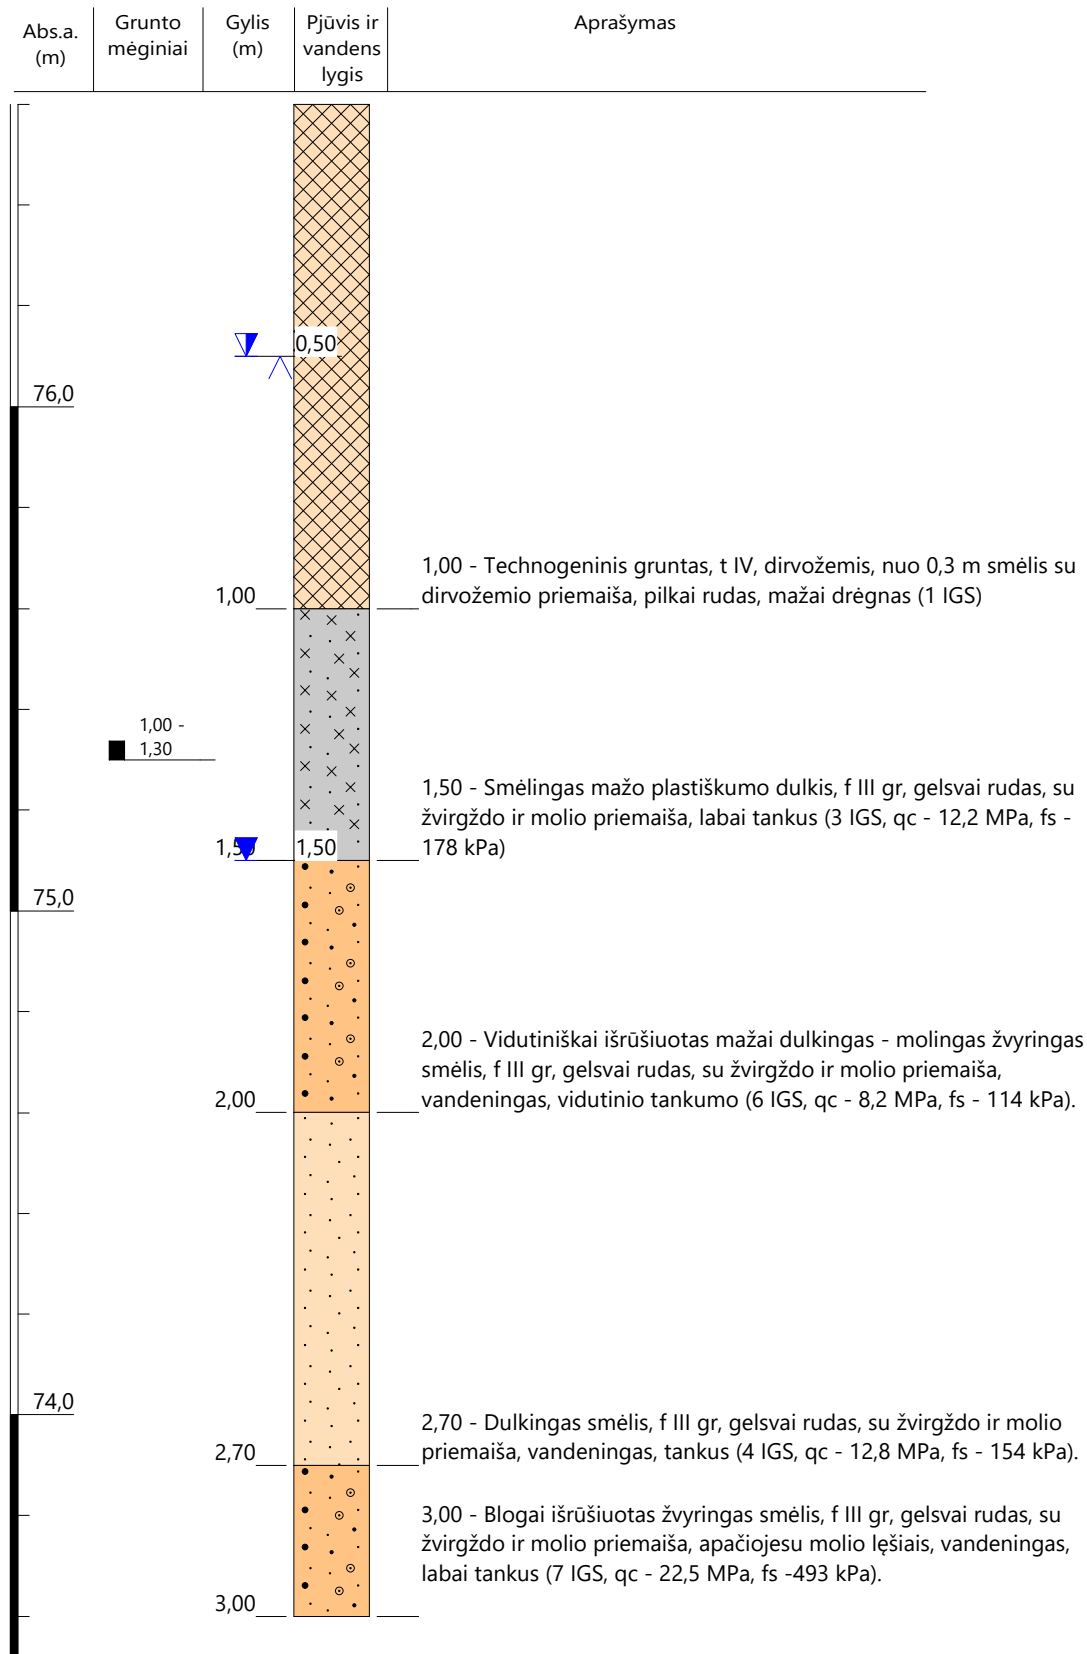 Abs.a.
(m)
Grunto
mėginiai
Gylis
(m)
Pjūvis ir
vandens
lygis
Aprašymas
0,50
76,0
1,00 - Technogeninis gruntas, t IV, dirvožemis, nuo 0,3 m smėlis su
dirvožemio priemaiša, pilkai rudas, mažai drėgnas (1 IGS)
1,00
1,00 -
1,30
1,50 - Smėlingas mažo plastiškumo dulkis, f III gr, gelsvai rudas, su
žvirgždo ir molio priemaiša, labai tankus (3 IGS, qc - 12,2 MPa, fs -
178 kPa)
1,50
1,50
75,0
2,00 - Vidutiniškai išrūšiuotas mažai dulkingas - molingas žvyringas
smėlis, f III gr, gelsvai rudas, su žvirgždo ir molio priemaiša,
vandeningas, vidutinio tankumo (6 IGS, qc - 8,2 MPa, fs - 114 kPa).
2,00
74,0
2,70 - Dulkingas smėlis, f III gr, gelsvai rudas, su žvirgždo ir molio
priemaiša, vandeningas, tankus (4 IGS, qc - 12,8 MPa, fs - 154 kPa).
2,70
3,00 - Blogai išrūšiuotas žvyringas smėlis, f III gr, gelsvai rudas, su
žvirgždo ir molio priemaiša, apačiojesu molio lęšiais, vandeningas,
labai tankus (7 IGS, qc - 22,5 MPa, fs -493 kPa).
3,00